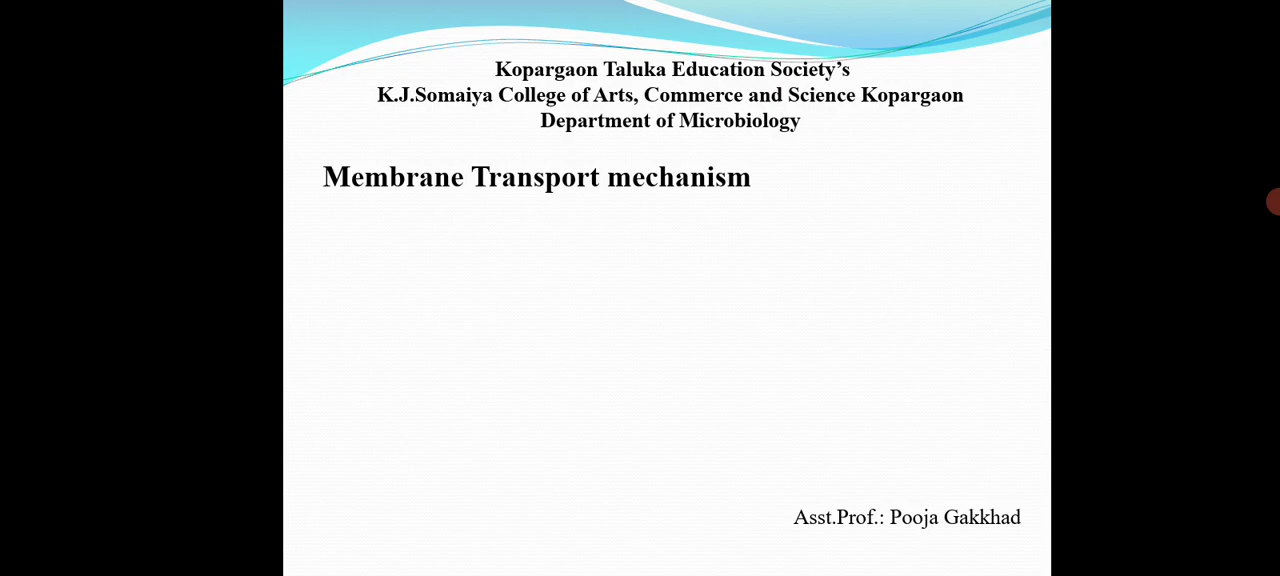 Kopargaon Taluka Education Society’s
K.J.Somaiya College of Arts, Commerce and Science Kopargaon
Department of Microbiology
Membrane Transport mechanism
Asst.Prof.: Pooja Gakkhad